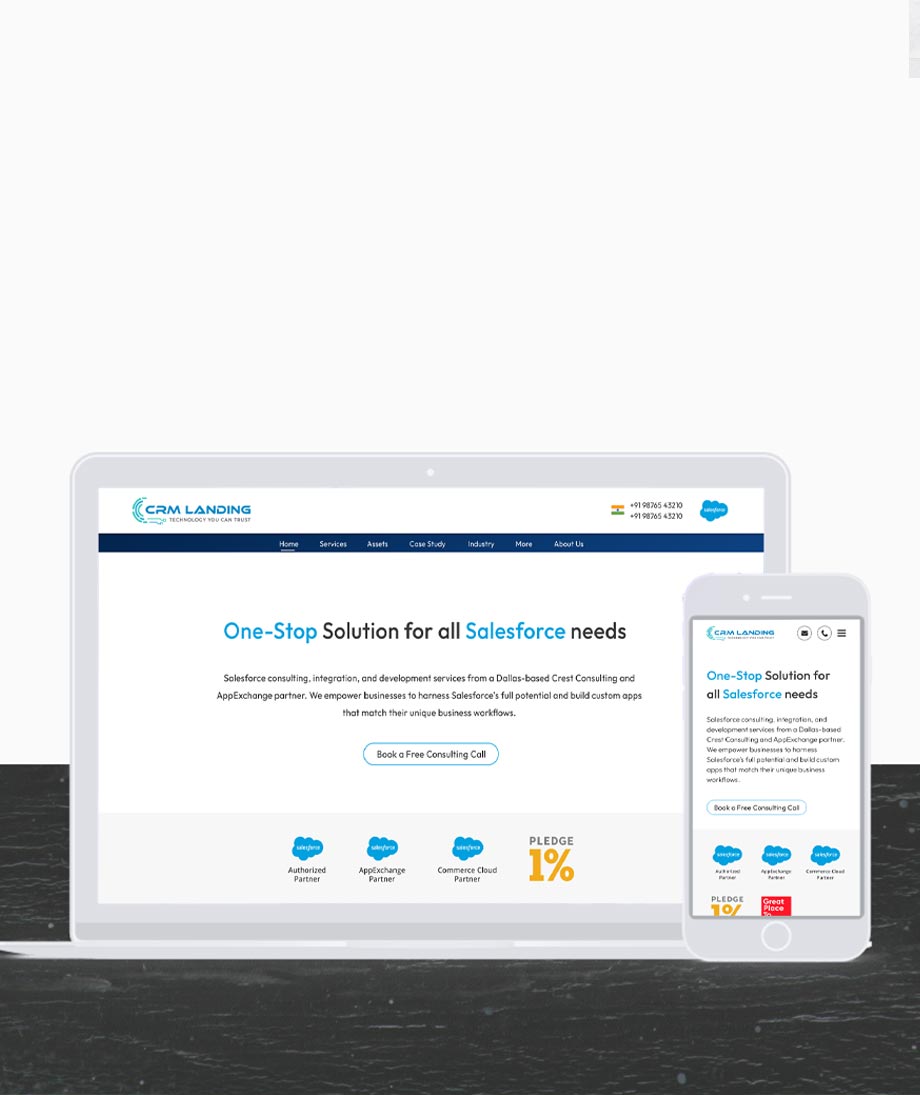 CRM LANDING
TECHNOLOGY YOU CAN TRUST
+91 98765 43210
+91 98765 43210
salesforce
Home Services Assets Case Study Industry More About Us
One-Stop Solution for all Salesforce needs
Salesforce consulting, integration, and development services from a Dallas-based Crest Consulting and
AppExchange partner. We empower businesses to harness Salesforce's full potential and build custom apps
that match their unique business workflows.
Book a Free Consulting Call
salesforce salesforce salesforce PLEDGE
1%
Authorized AppExchange Commerce Cloud
Partner Partner Partner
CRM LANDING
TECHNOLOGY YOU CAN TRUST
One-Stop Solution for
all Salesforce needs
Salesforce consulting, integration, and
development services from a Dallas-based
Crest Consulting and AppExchange partner.
We empower businesses to harness
Salesforce's full potential and build custom
apps that match their unique business
workflows.
Book a Free Consulting Call
salesforce salesforce salesforce
Authorized AppExchange Commerce Cloud
Partner Partner Partner
PLEDGE
1%
Great
Place
To